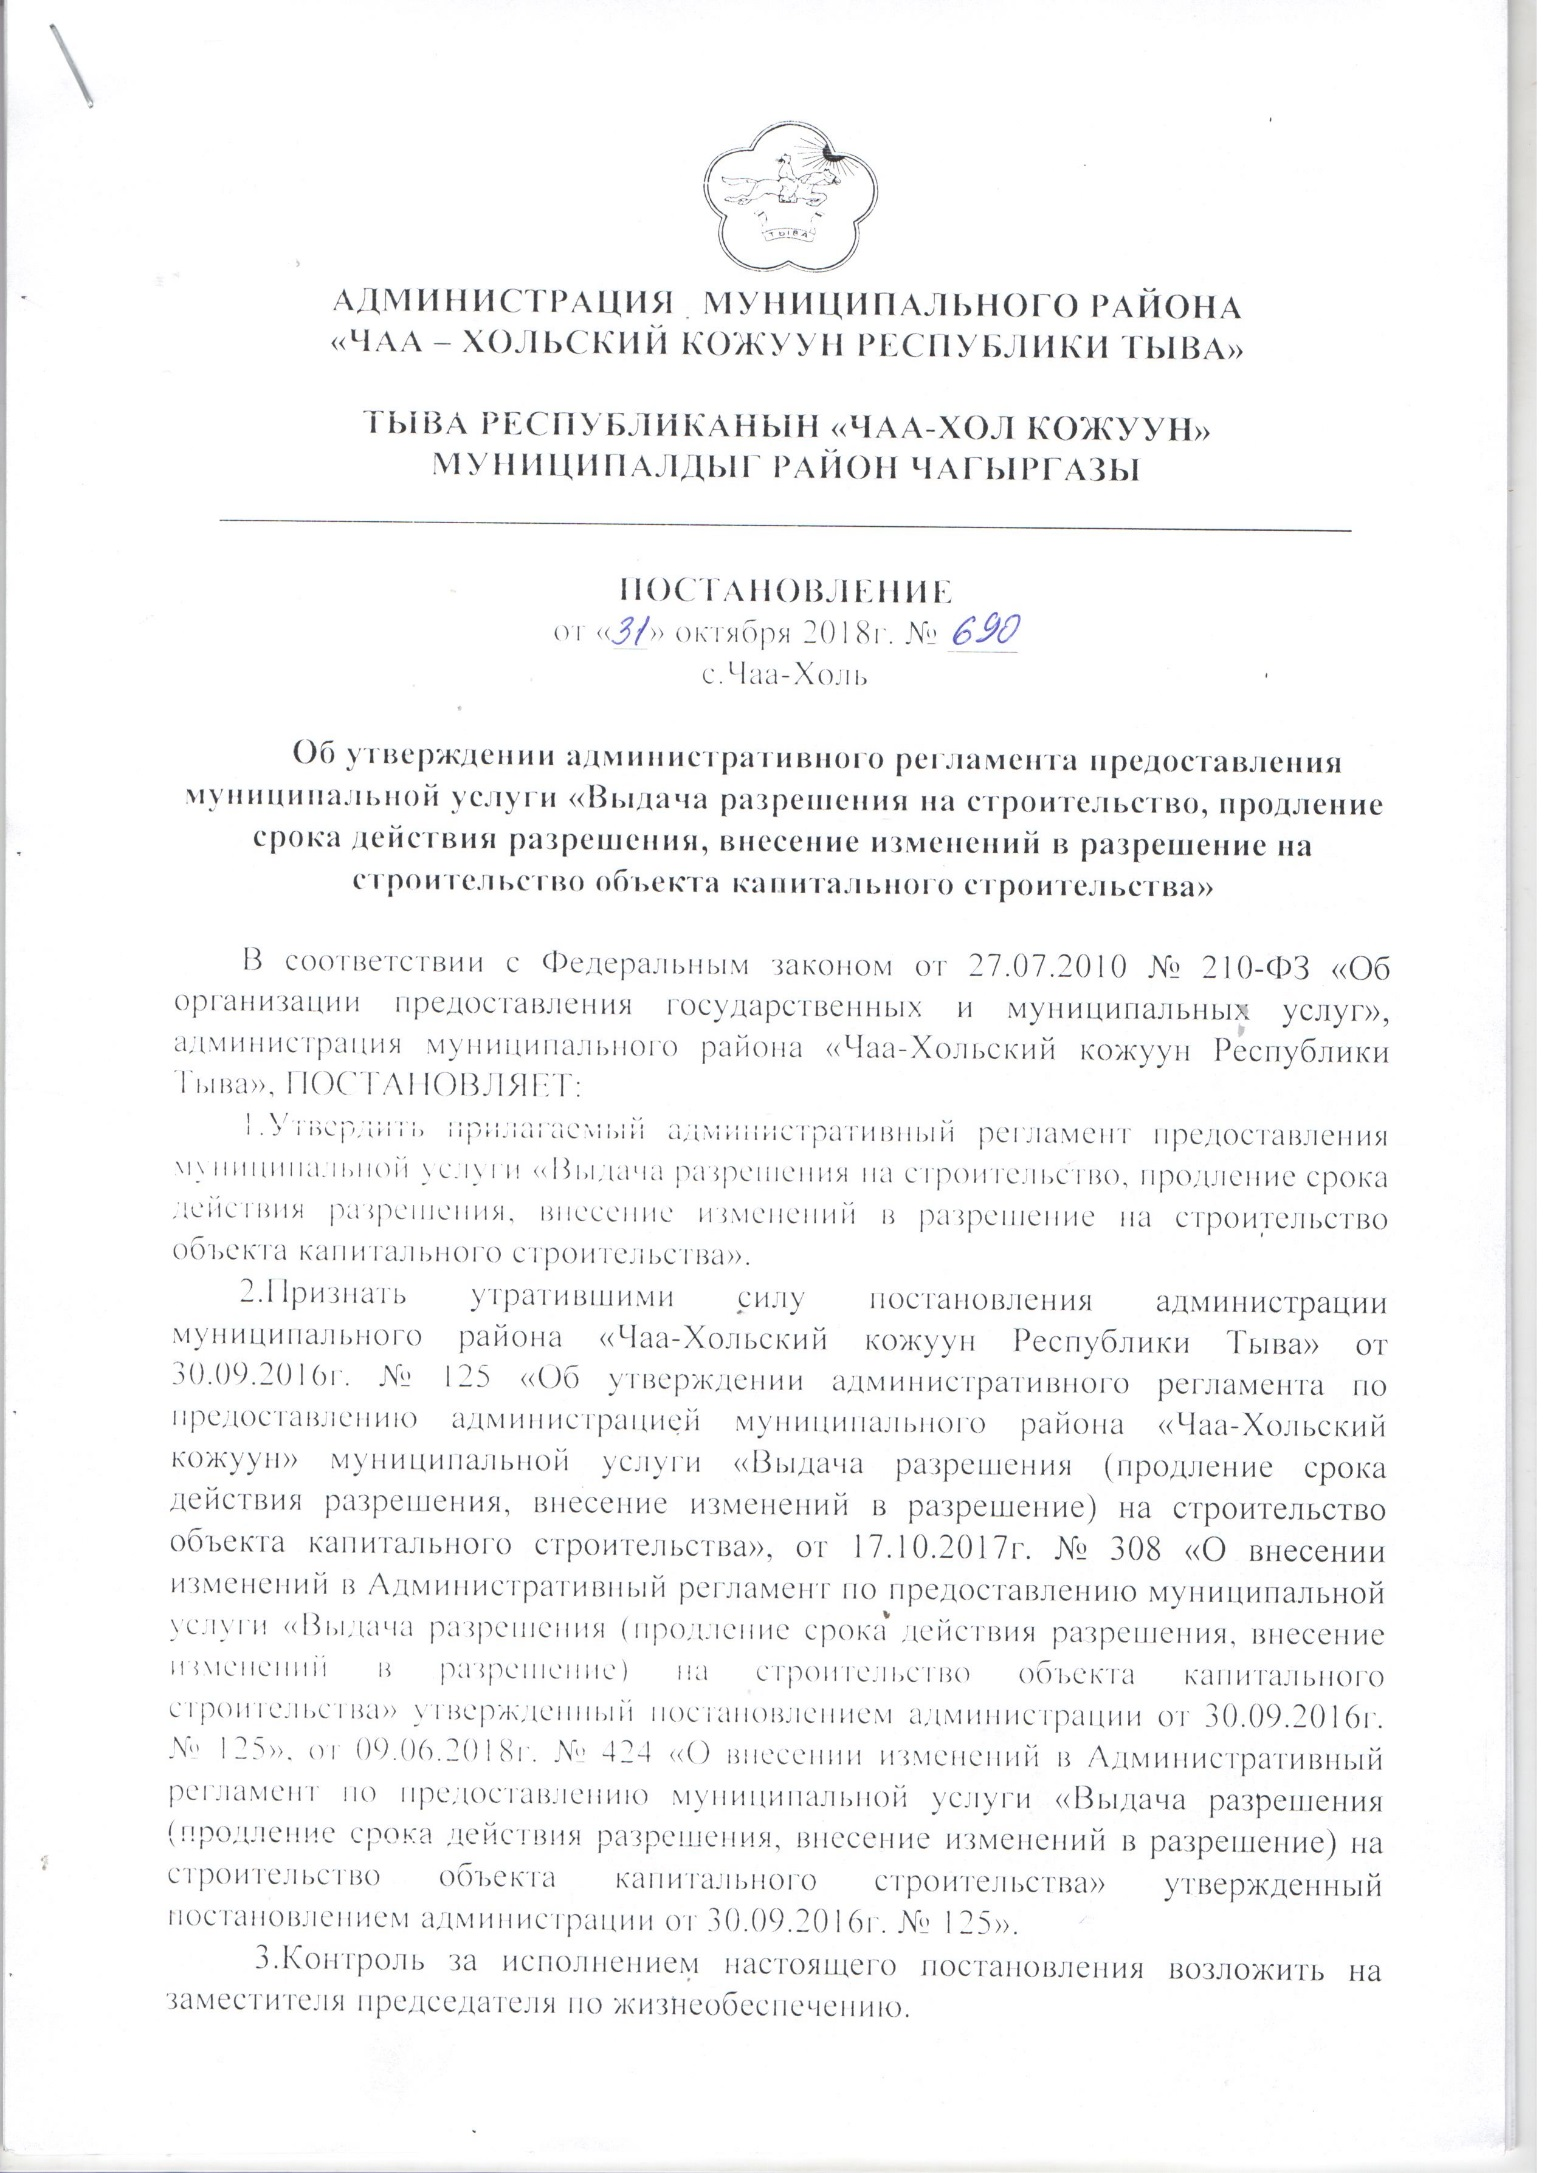 ТЫВА
АДМИНИСТРАЦИЯ МУНИЦИПАЛЬНОГО РАЙОНА
«ЧАА – ХОЛЬСКИЙ КОЖУУН РЕСПУБЛИКИ ТЫВА»
ТЫВА РЕСПУБЛИКАНЫН «ЧАА-ХОЛ КОЖУУН»
МУНИЦИПАЛДЫГ РАЙОН ЧАГЫРГАЗЫ
ПОСТАНОВЛЕНИЕ
от «31» октября 2018г. № 690
с.Чаа-Холь
Об утверждении административного регламента предоставления
муниципальной услуги «Выдача разрешения на строительство, продление
срока действия разрешения, внесение изменений в разрешение на
строительство объекта капитального строительства»
В соответствии с Федеральным законом от 27.07.2010 № 210-ФЗ «Об
организации предоставления государственных и муниципальных услуг»,
администрация муниципального района «Чаа-Хольский кожуун Республики
Тыва», ПОСТАНОВЛЯЕТ:
1.Утвердить прилагаемый административный регламент предоставления
муниципальной услуги «Выдача разрешения на строительство, продление срока
действия разрешения, внесение изменений в разрешение на строительство
объекта капитального строительства».
2.Признать утратившими силу постановления администрации
муниципального района «Чаа-Хольский кожуун Республики Тыва» от
30.09.2016г. № 125 «Об утверждении административного регламента по
предоставлению администрацией муниципального района «Чаа-Хольский
кожуун» муниципальной услуги «Выдача разрешения (продление срока
действия разрешения, внесение изменений в разрешение) на строительство
объекта капитального строительства», от 17.10.2017г. № 308 «О внесении
изменений в Административный регламент по предоставлению муниципальной
услуги «Выдача разрешения (продление срока действия разрешения, внесение
изменений в разрешение) на строительство объекта капитального
строительства» утвержденный постановлением администрации от 30.09.2016г.
№ 125», от 09.06.2018г. № 424 «О внесении изменений в Административный
регламент по предоставлению муниципальной услуги «Выдача разрешения
(продление срока действия разрешения, внесение изменений в разрешение) на
строительство объекта капитального строительства» утвержденный
постановлением администрации от 30.09.2016г. № 125».
3.Контроль за исполнением настоящего постановления возложить на
заместителя председателя по жизнеобеспечению.